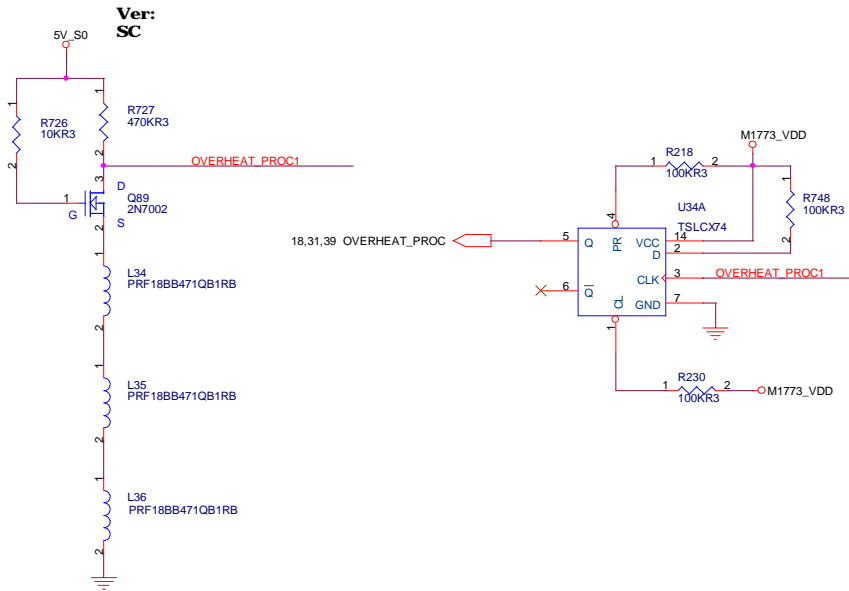 Ver:
SC
5V_S0
1
R726
10KR3
2
1
R727
470KR3
2
OVERHEAT_PROC1
3
D
1
G
Q89
2N7002
S
2
1
L34
PRF18BB471QB1RB
2
1
L35
PRF18BB471QB1RB
2
1
L36
PRF18BB471QB1RB
2
M1773_VDD
R218
1
2
100KR3
1
R748
100KR3
2
4
U34A
TSLCX74
18,31,39 OVERHEAT_PROC
5
Q
PR
VCC
14
D
2
CLK
3
OVERHEAT_PROC1
6
Q
CL
GND
7
1
R230
1
2
100KR3
M1773_VDD